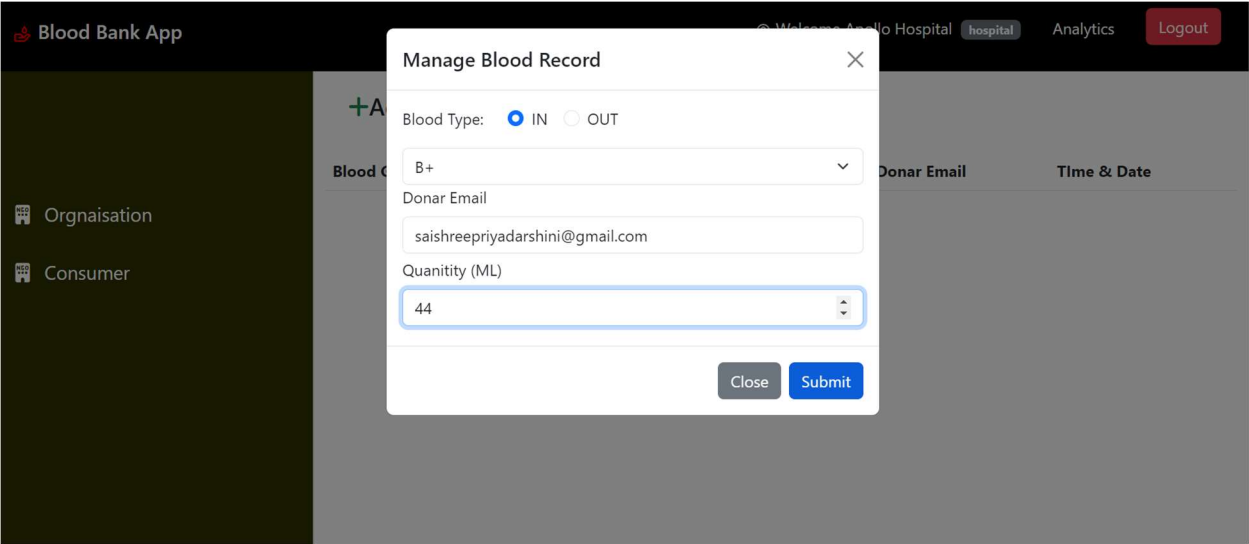 Blood Bank App
Hospital hospital Analytics Logout
Manage Blood Record
Blood Type: IN OUT
Blood
B+
Donar Email
TIme & Date
Donar Email
Orgnaisation
saishreepriyadarshini@gmail.com
Quanitity (ML)
Consumer
44
Close Submit